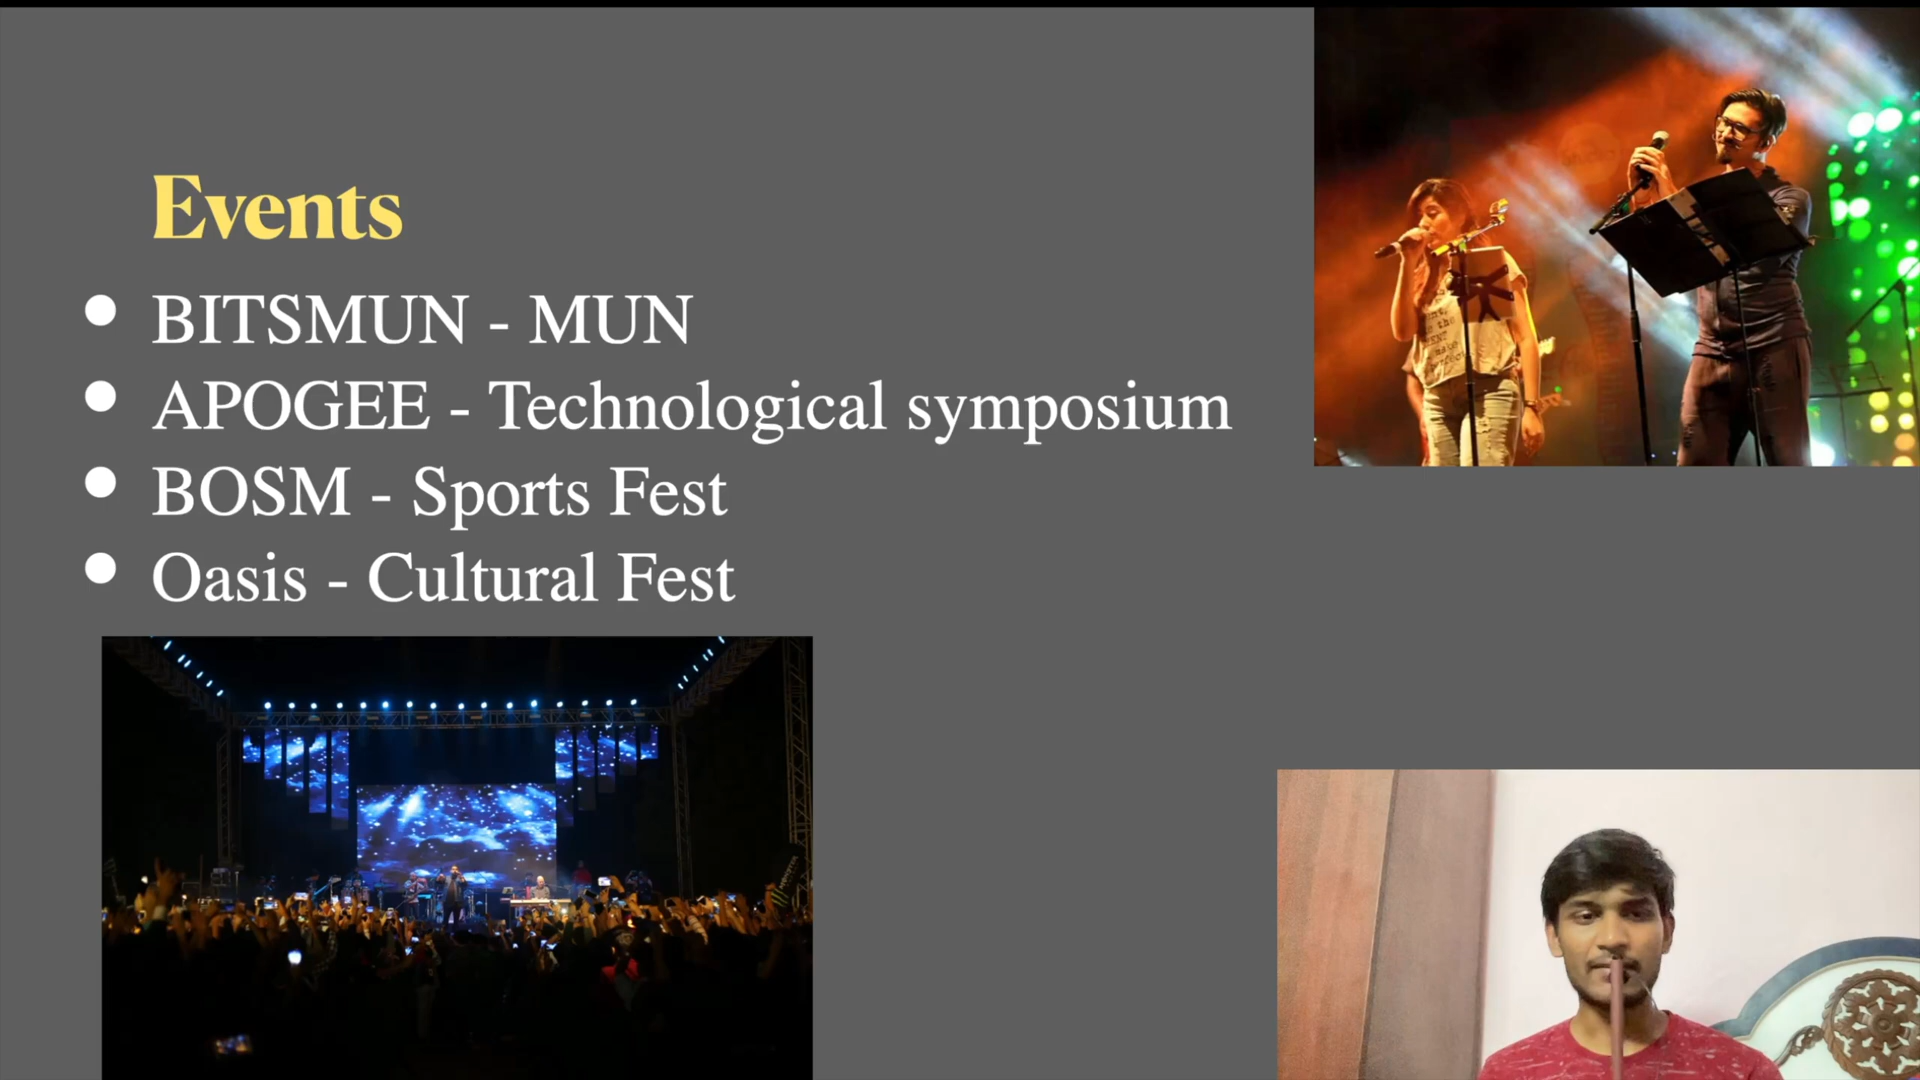 Events
BITSMUN - MUN
APOGEE - Technological symposium
BOSM - Sports Fest
Oasis - Cultural Fest